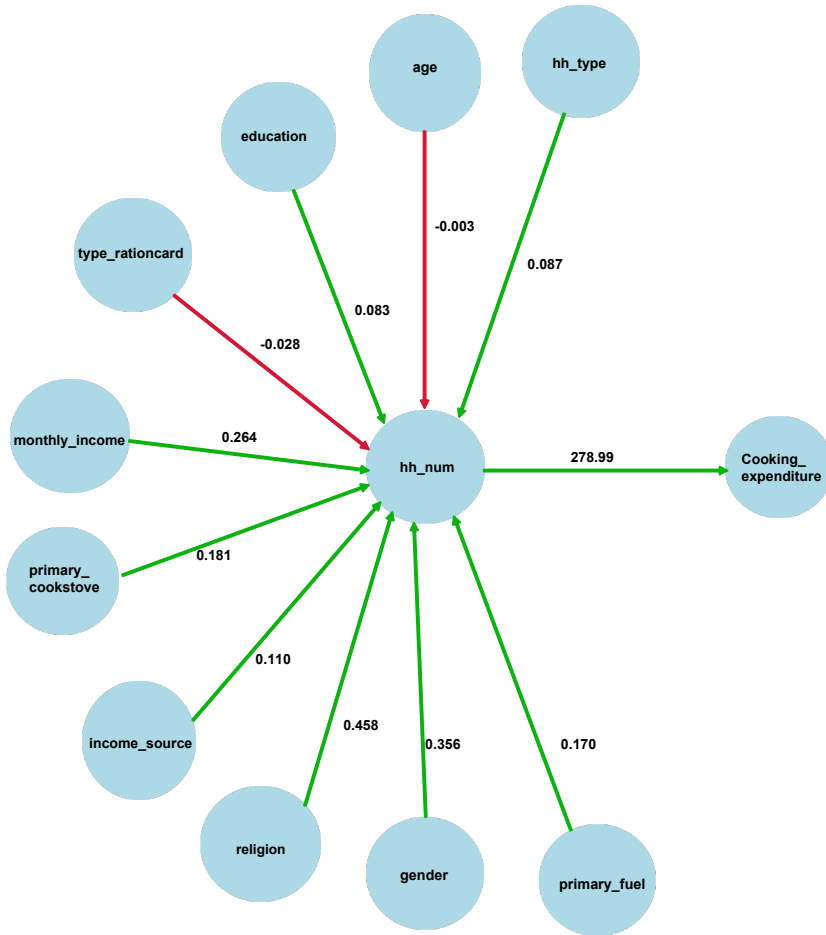 hh_type
age
education
-0.003
type_rationcard
0.087
0.083
-0.028
monthly_income
0.264
hh_num
278.99
Cooking_
expenditure
0.181
primary_
cookstove
0.110
income_source
0.458
0.356
0.170
religion
gender
primary_fuel